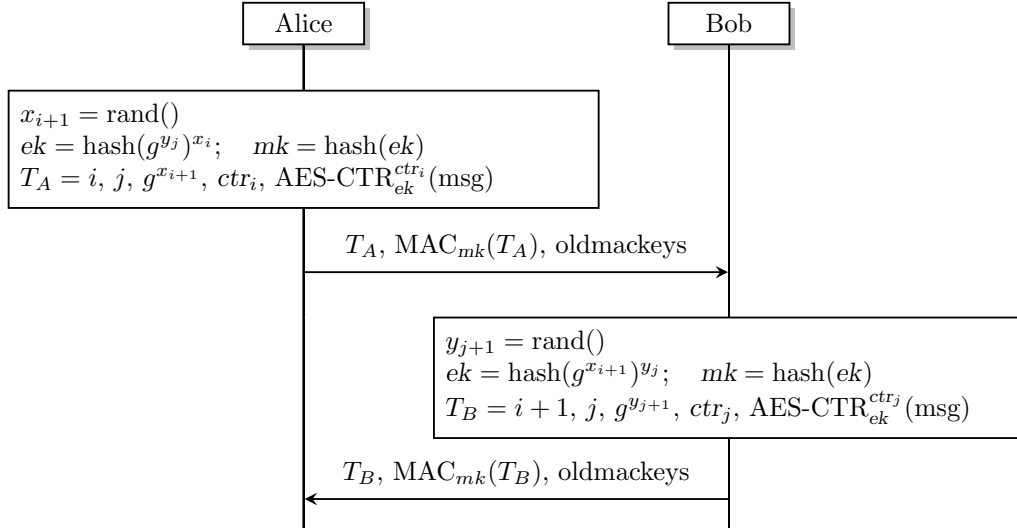 Alice
Bob
x_{i+1} = rand()
ek = hash(g^{y_j})^{x_i};    mk = hash(ek)
T_A = i, j, g^{x_{i+1}}, ctr_i, AES-CTR_{ek}^{ctr_i}(msg)
T_A, MAC_{mk}(T_A), oldmackeys
y_{j+1} = rand()
ek = hash(g^{x_{i+1}})^{y_j};    mk = hash(ek)
T_B = i + 1, j, g^{y_{j+1}}, ctr_j, AES-CTR_{ek}^{ctr_j}(msg)
T_B, MAC_{mk}(T_B), oldmackeys